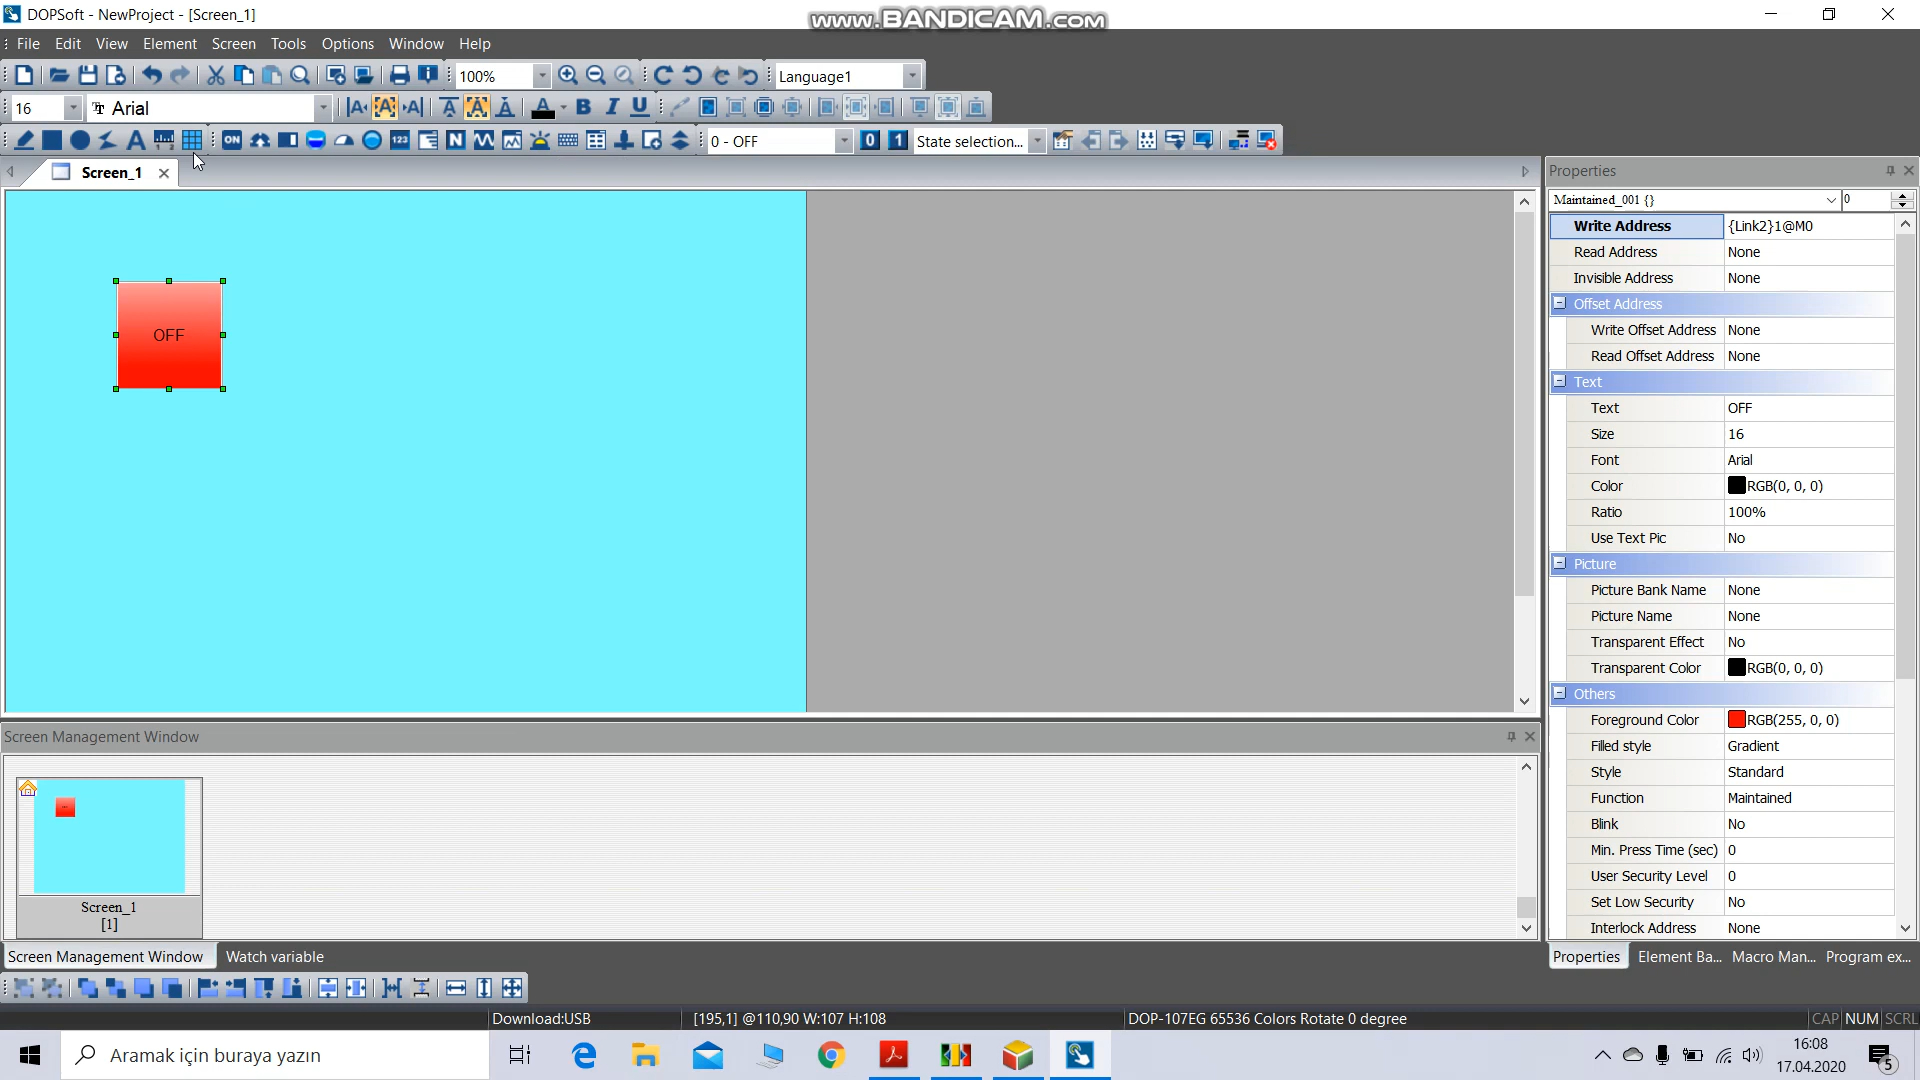 DOPSoft - NewProject - [Screen_1]
www.BANDICAM.com
File Edit View Element Screen Tools Options Window Help
100%
Language1
16
Arial
0 - OFF
State selection...
Screen_1
OFF
Properties
Maintained_001 {}
0
Write Address {Link2}1@M0
Read Address None
Invisible Address None
Offset Address
Write Offset Address None
Read Offset Address None
Text
Text OFF
Size 16
Font Arial
Color RGB(0, 0, 0)
Ratio 100%
Use Text Pic No
Picture
Picture Bank Name None
Picture Name None
Transparent Effect No
Transparent Color RGB(0, 0, 0)
Others
Foreground Color RGB(255, 0, 0)
Filled style Gradient
Style Standard
Function Maintained
Blink No
Min. Press Time (sec) 0
User Security Level 0
Set Low Security No
Interlock Address None
Screen Management Window
Screen_1
[1]
Screen Management Window Watch variable
Properties Element Ba... Macro Man... Program ex...
Download:USB [195,1] @110,90 W:107 H:108 DOP-107EG 65536 Colors Rotate 0 degree CAP NUM SCRL
Aramak için buraya yazın
16:08
17.04.2020
5